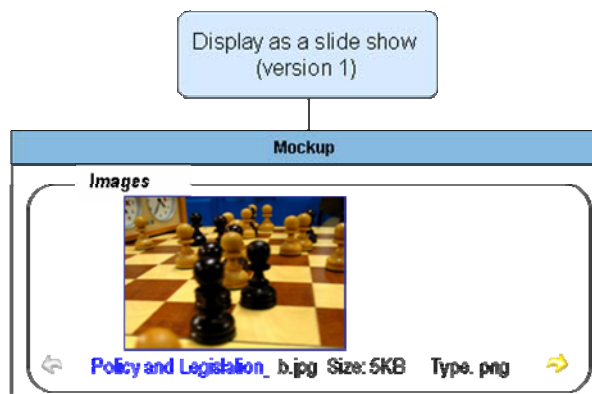 Display as a slide show
(version 1)
Mockup
Images
Policy and Legislation_ b.jpg Size: 5KB Type. png